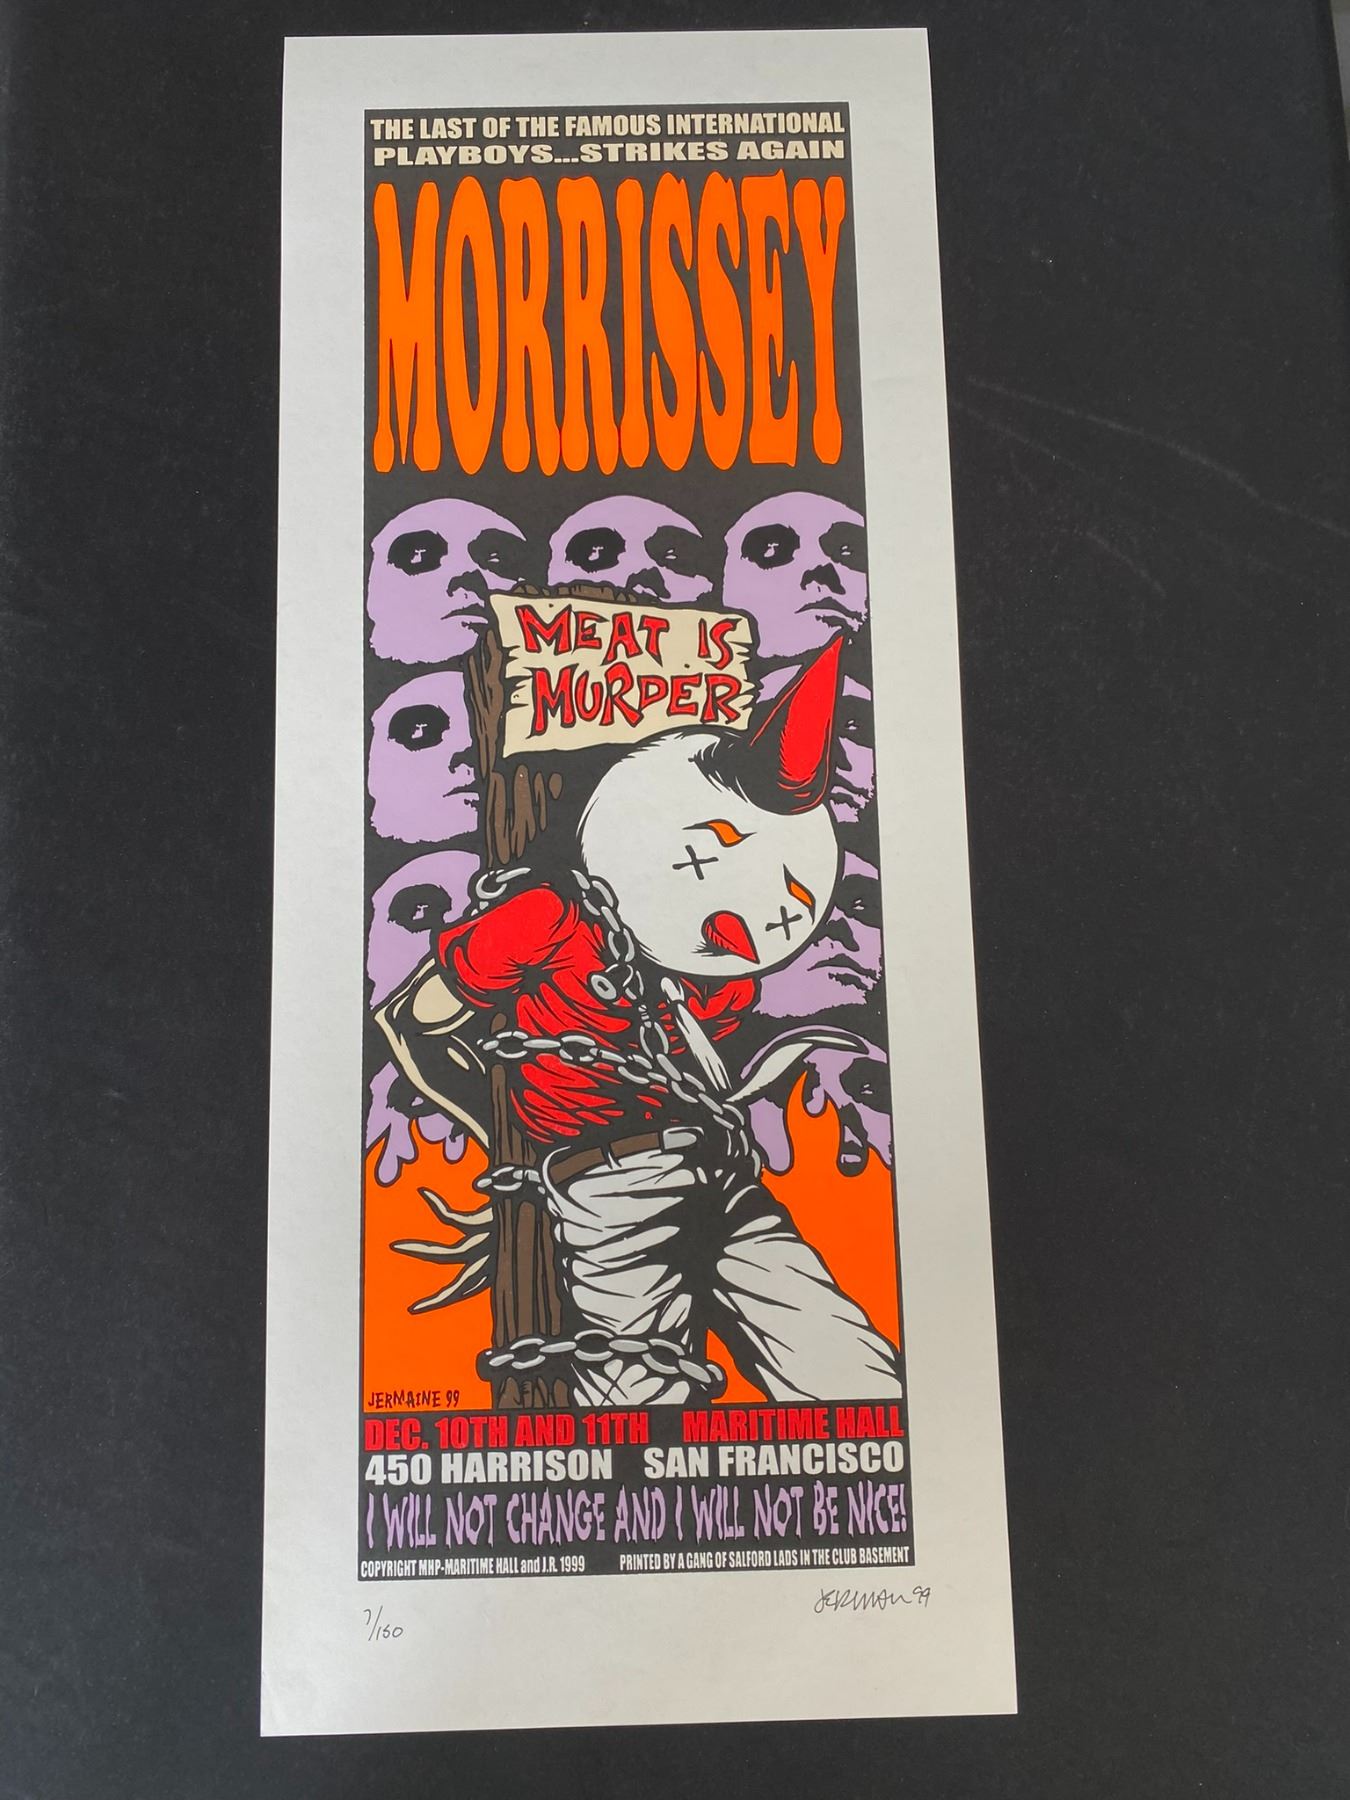 THE LAST OF THE FAMOUS INTERNATIONAL
PLAYBOYS...STRIKES AGAIN
MORRISSEY
MEAT IS
MURDER
JERMAINE 99
DEC. 10TH AND 11TH MARITIME HALL
450 HARRISON SAN FRANCISCO
I WILL NOT CHANGE AND I WILL NOT BE NICE!
COPYRIGHT MHP-MARITIME HALL and J.R. 1999 PRINTED BY A GANG OF SALFORD LADS IN THE CLUB BASEMENT
7/150 99